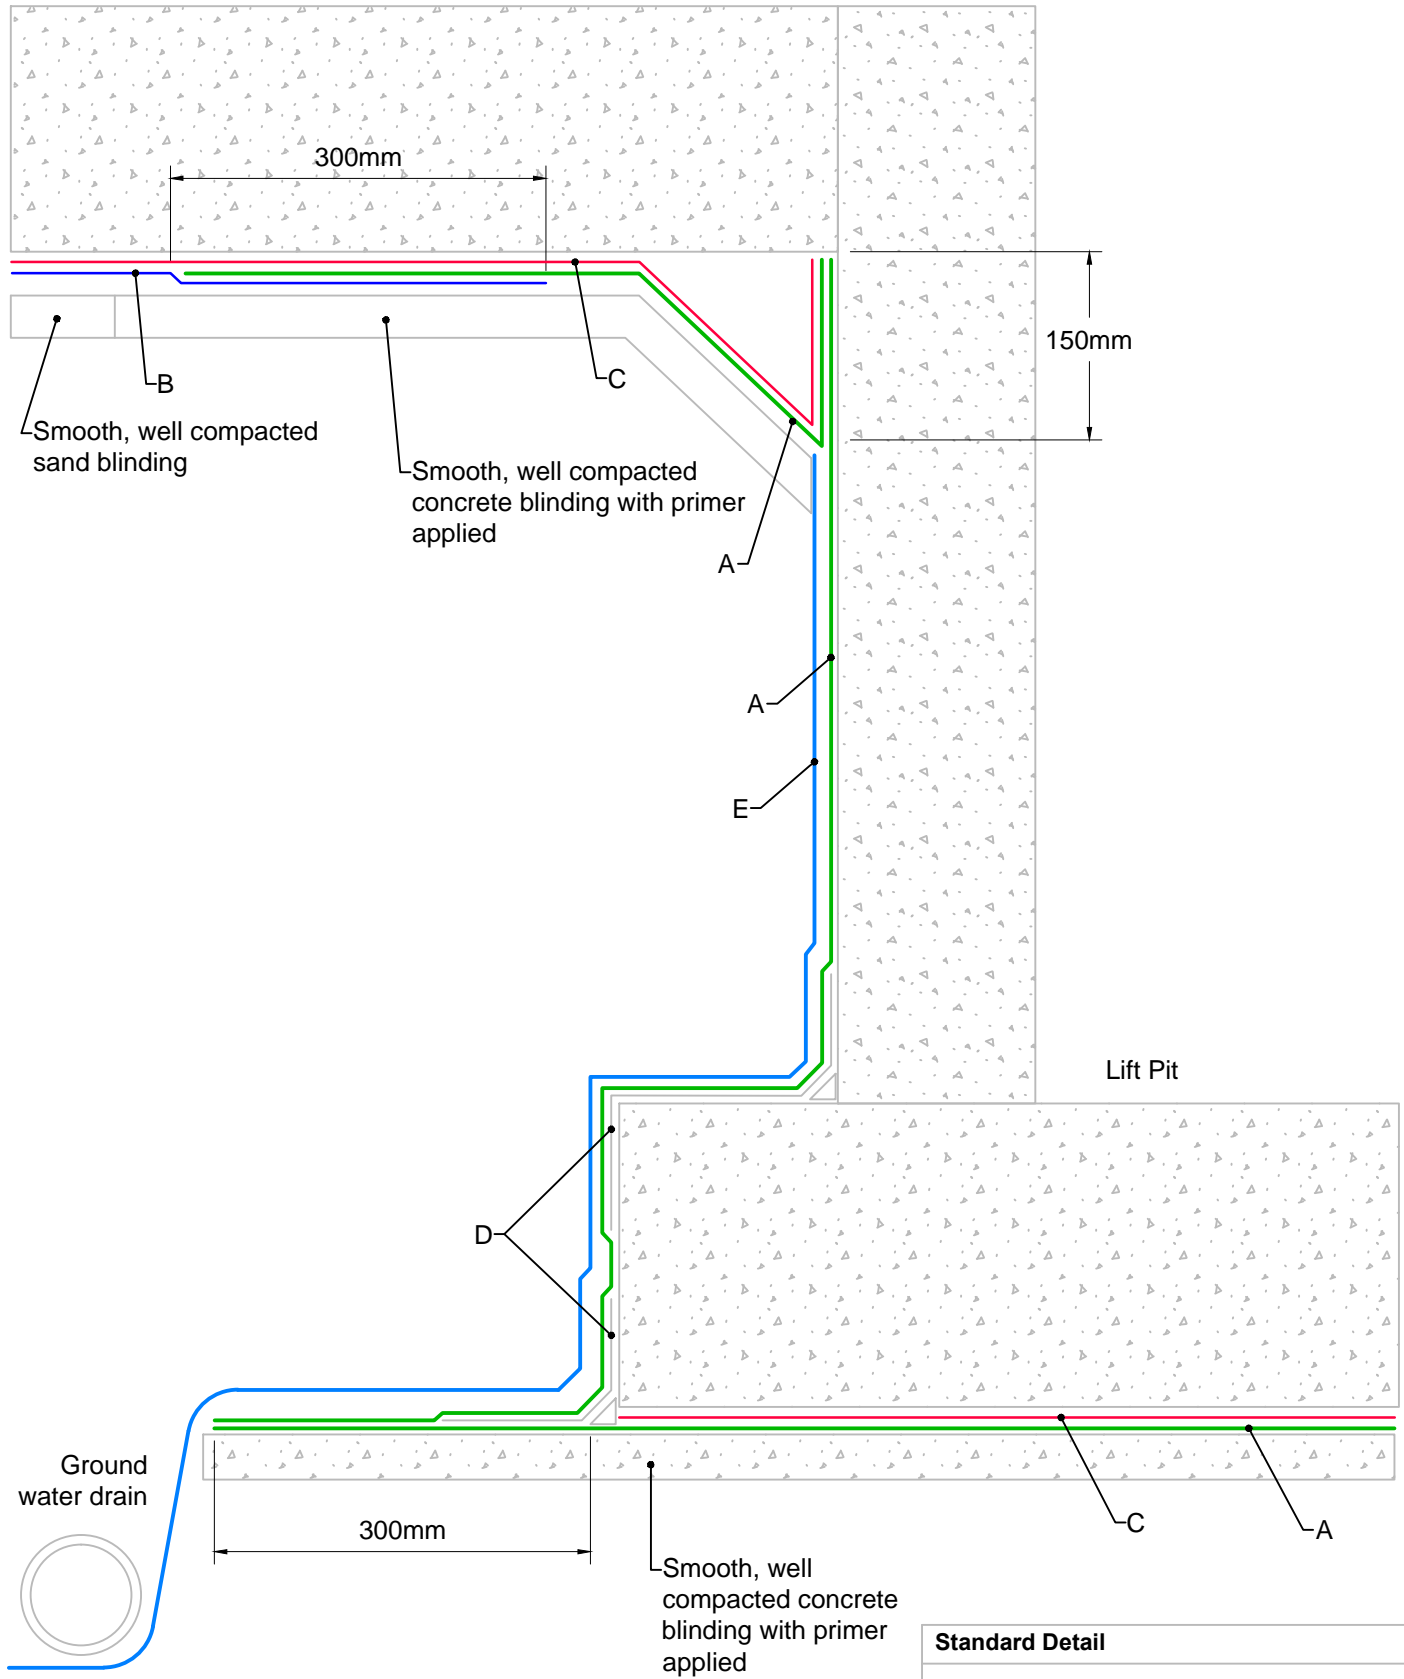 300mm
150mm
B
C
Smooth, well compacted
sand blinding
Smooth, well compacted
concrete blinding with primer
applied
A
A
E
Lift Pit
D
Ground
water drain
300mm
C
A
Smooth, well
compacted concrete
blinding with primer
applied
Standard Detail